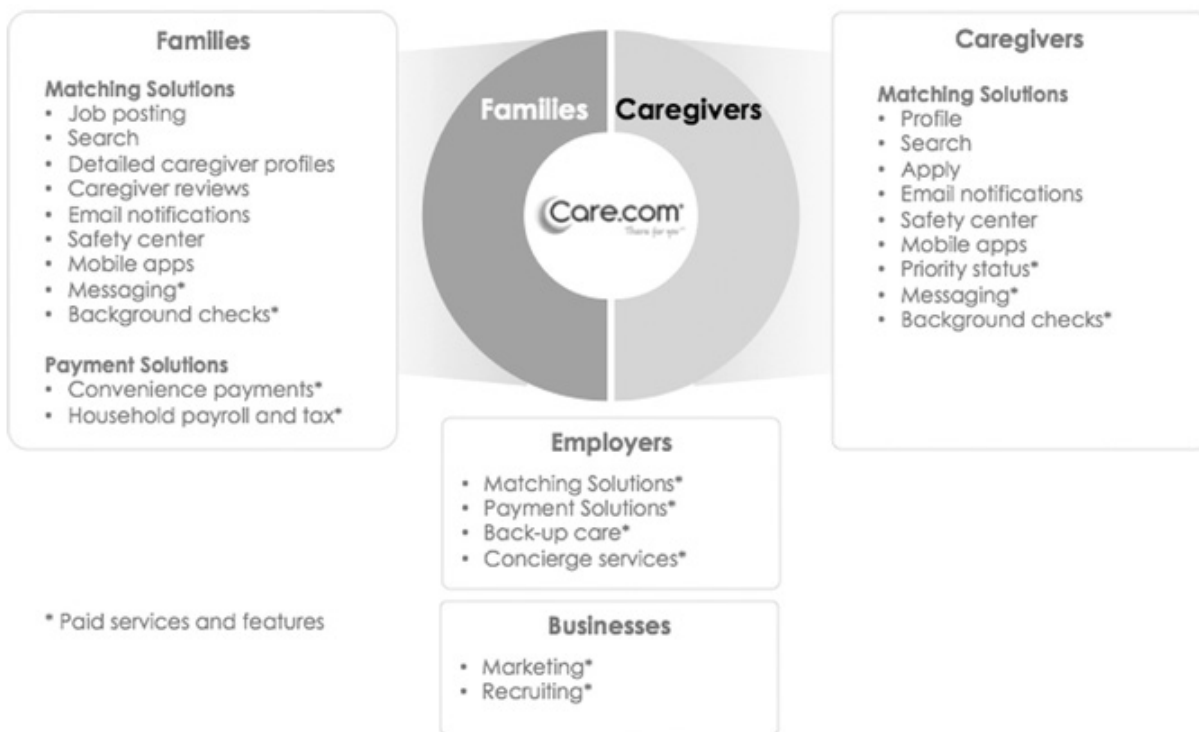 Families
Matching Solutions
• Job posting
• Search
• Detailed caregiver profiles
• Caregiver reviews
• Email notifications
• Safety center
• Mobile apps
• Messaging*
• Background checks*
Payment Solutions
• Convenience payments*
• Household payroll and tax*
Families
Caregivers
Care.com®
There for you™
Caregivers
Matching Solutions
• Profile
• Search
• Apply
• Email notifications
• Safety center
• Mobile apps
• Priority status*
• Messaging*
• Background checks*
Employers
• Matching Solutions*
• Payment Solutions*
• Back-up care*
• Concierge services*
* Paid services and features
Businesses
• Marketing*
• Recruiting*